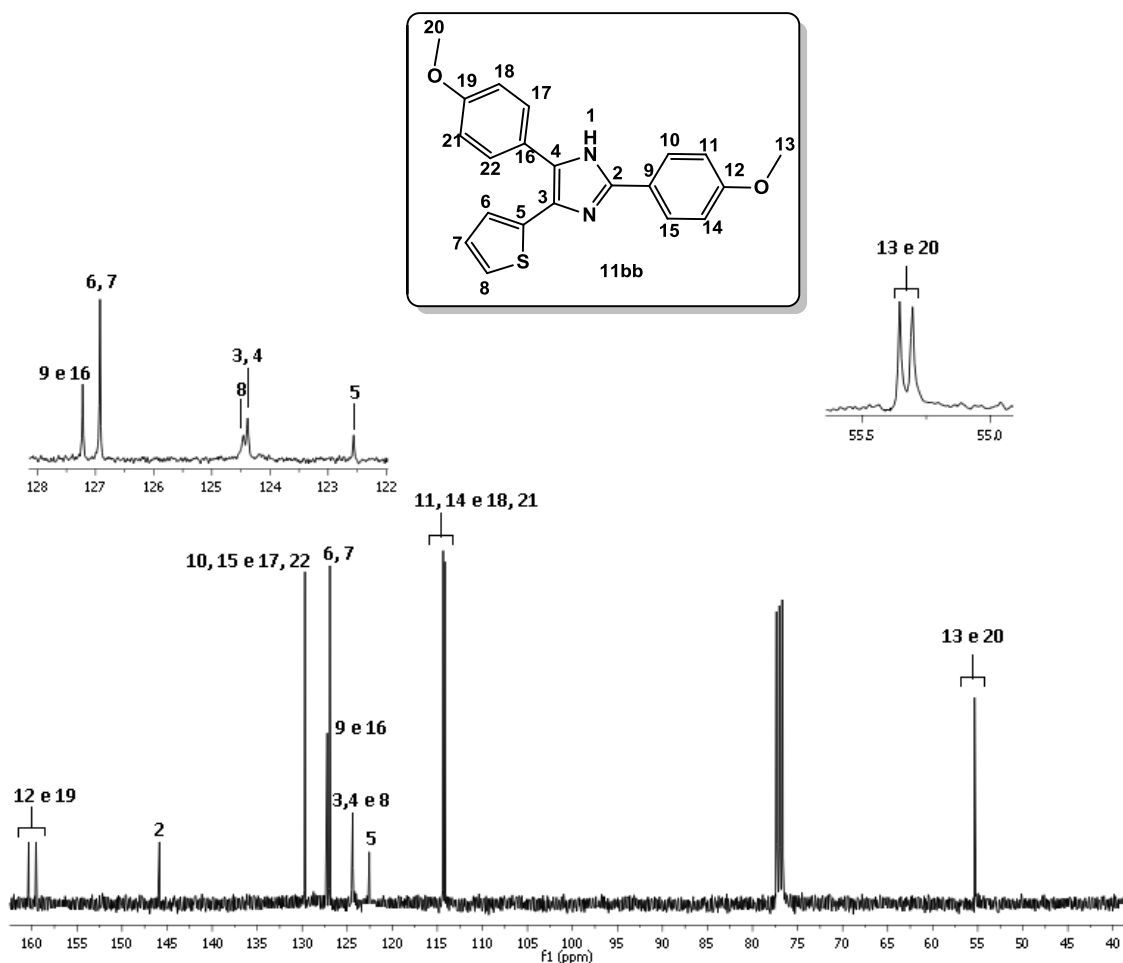 20
O
18
19
17
1
H
N
21
22
16
4
10
11
13
2
9
12
O
3
N
15
14
6
5
7
S
8
11bb
13 e 20
55.5 55.0
6, 7
9 e 16
3, 4
8
5
128 127 126 125 124 123 122
11, 14 e 18, 21
10, 15 e 17, 22
6, 7
13 e 20
9 e 16
12 e 19
3,4 e 8
2
5
160 155 150 145 140 135 130 125 120 115 110 105 100 95 90 85 80 75 70 65 60 55 50 45 40
f1 (ppm)